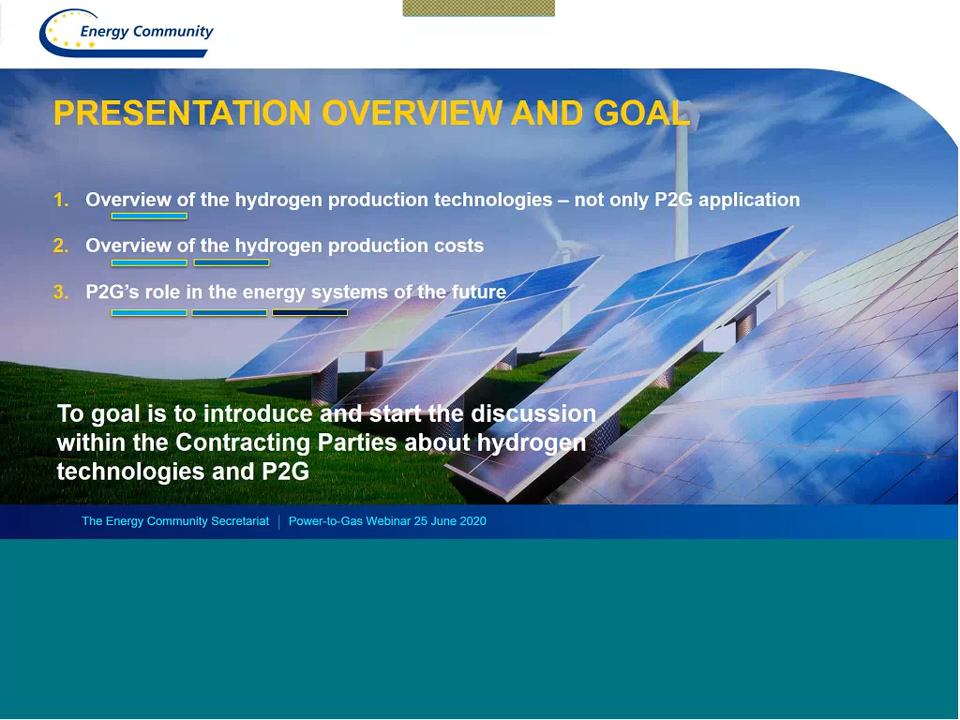 Energy Community
PRESENTATION OVERVIEW AND GOAL
1. Overview of the hydrogen production technologies – not only P2G application
2. Overview of the hydrogen production costs
3. P2G's role in the energy systems of the future
To goal is to introduce and start the discussion
within the Contracting Parties about hydrogen
technologies and P2G
The Energy Community Secretariat | Power-to-Gas Webinar 25 June 2020